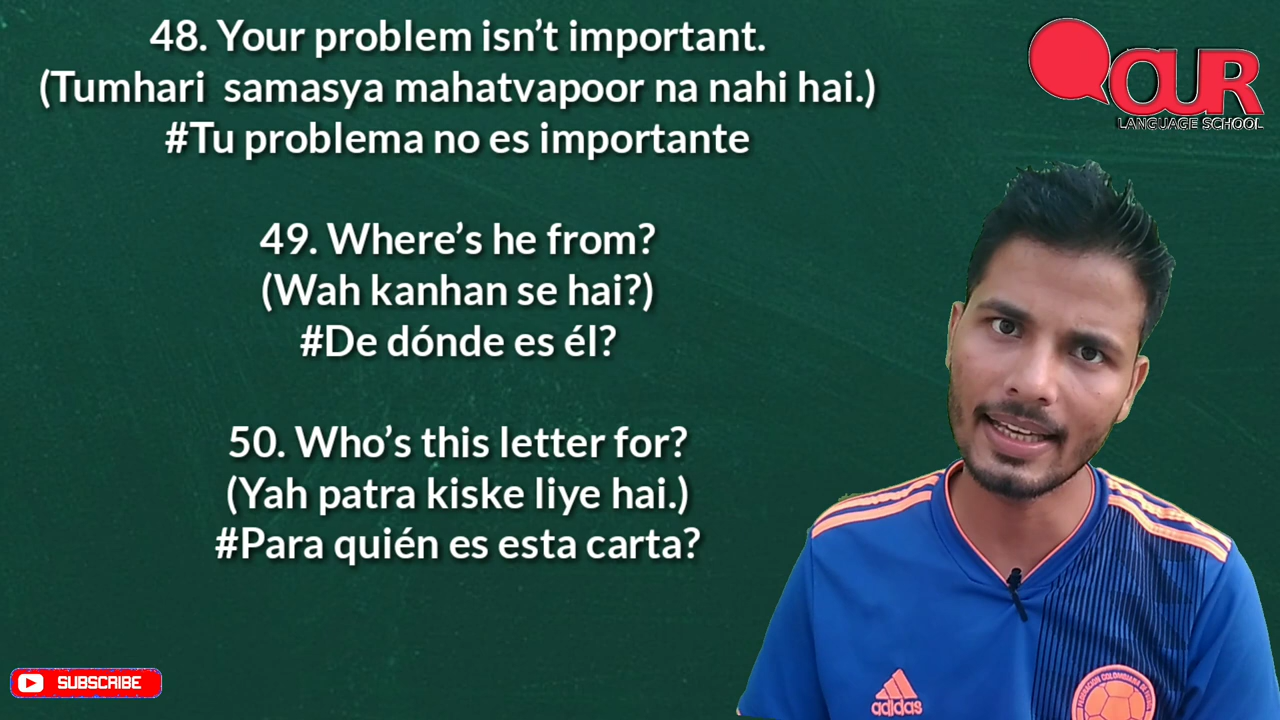 48. Your problem isn't important.
(Tumhari samasya mahatvapoor na nahi hai.)
#Tu problema no es importante
49. Where's he from?
(Wah kanhan se hai?)
#De dónde es él?
50. Who's this letter for?
(Yah patra kiske liye hai.)
#Para quién es esta carta?
OUR
LANGUAGE SCHOOL
adidas
SUBSCRIBE